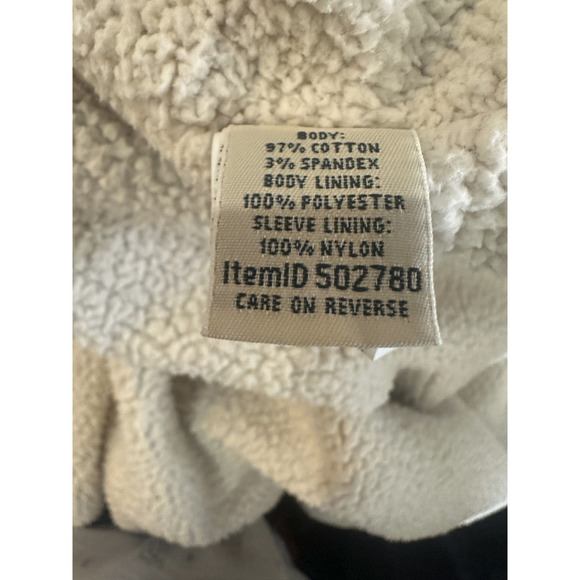 BODY:
97% COTTON
3% SPANDEX
BODY LINING:
100% POLYESTER
SLEEVE LINING:
100% NYLON
ItemID 502780
CARE ON REVERSE